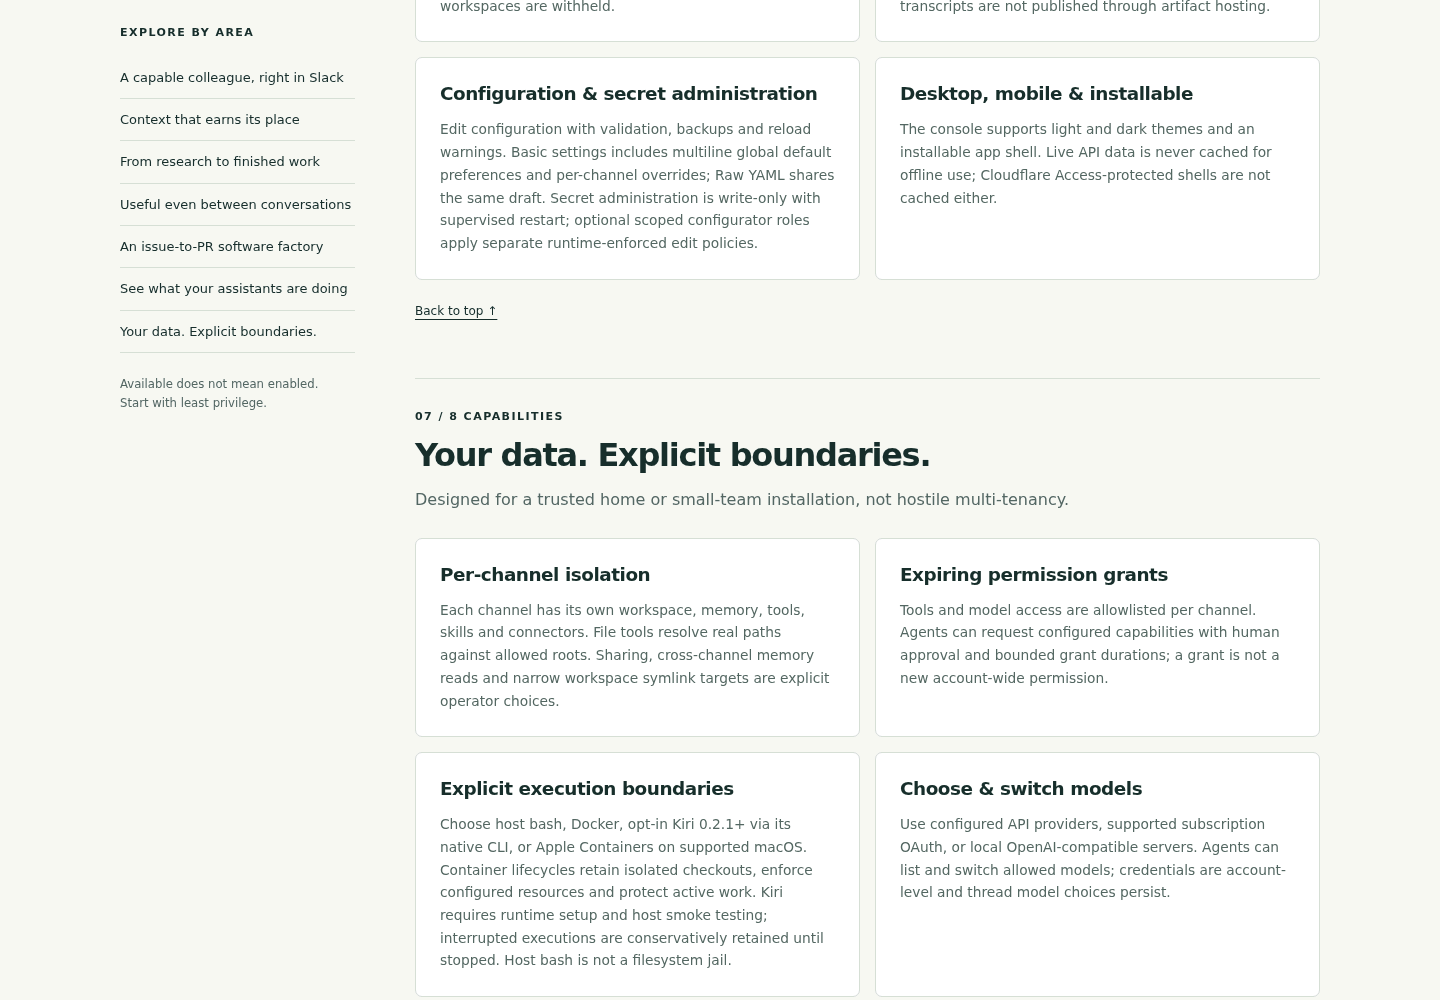 EXPLORE BY AREA
A capable colleague, right in Slack
Context that earns its place
From research to finished work
Useful even between conversations
An issue-to-PR software factory
See what your assistants are doing
Your data. Explicit boundaries.
Available does not mean enabled.
Start with least privilege.
workspaces are withheld.
transcripts are not published through artifact hosting.
Configuration & secret administration
Edit configuration with validation, backups and reload
warnings. Basic settings includes multiline global default
preferences and per-channel overrides; Raw YAML shares
the same draft. Secret administration is write-only with
supervised restart; optional scoped configurator roles
apply separate runtime-enforced edit policies.
Desktop, mobile & installable
The console supports light and dark themes and an
installable app shell. Live API data is never cached for
offline use; Cloudflare Access-protected shells are not
cached either.
Back to top ↑
07 / 8 CAPABILITIES
Your data. Explicit boundaries.
Designed for a trusted home or small-team installation, not hostile multi-tenancy.
Per-channel isolation
Each channel has its own workspace, memory, tools,
skills and connectors. File tools resolve real paths
against allowed roots. Sharing, cross-channel memory
reads and narrow workspace symlink targets are explicit
operator choices.
Expiring permission grants
Tools and model access are allowlisted per channel.
Agents can request configured capabilities with human
approval and bounded grant durations; a grant is not a
new account-wide permission.
Explicit execution boundaries
Choose host bash, Docker, opt-in Kiri 0.2.1+ via its
native CLI, or Apple Containers on supported macOS.
Container lifecycles retain isolated checkouts, enforce
configured resources and protect active work. Kiri
requires runtime setup and host smoke testing;
interrupted executions are conservatively retained until
stopped. Host bash is not a filesystem jail.
Choose & switch models
Use configured API providers, supported subscription
OAuth, or local OpenAI-compatible servers. Agents can
list and switch allowed models; credentials are account-
level and thread model choices persist.